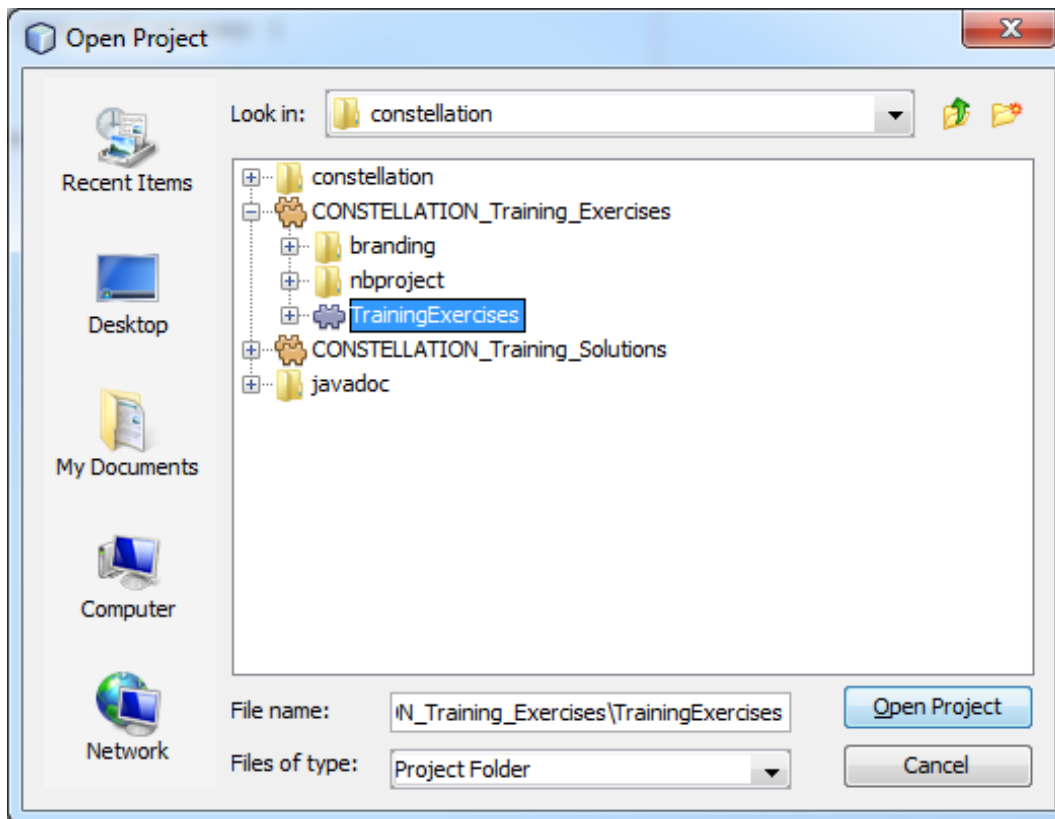 Open Project
Look in: constellation
Recent Items
Desktop
My Documents
Computer
Network
constellation
CONSTELLATION_Training_Exercises
branding
nbproject
TrainingExercises
CONSTELLATION_Training_Solutions
javadoc
File name: N_Training_Exercises\TrainingExercises
Open Project
Files of type: Project Folder
Cancel